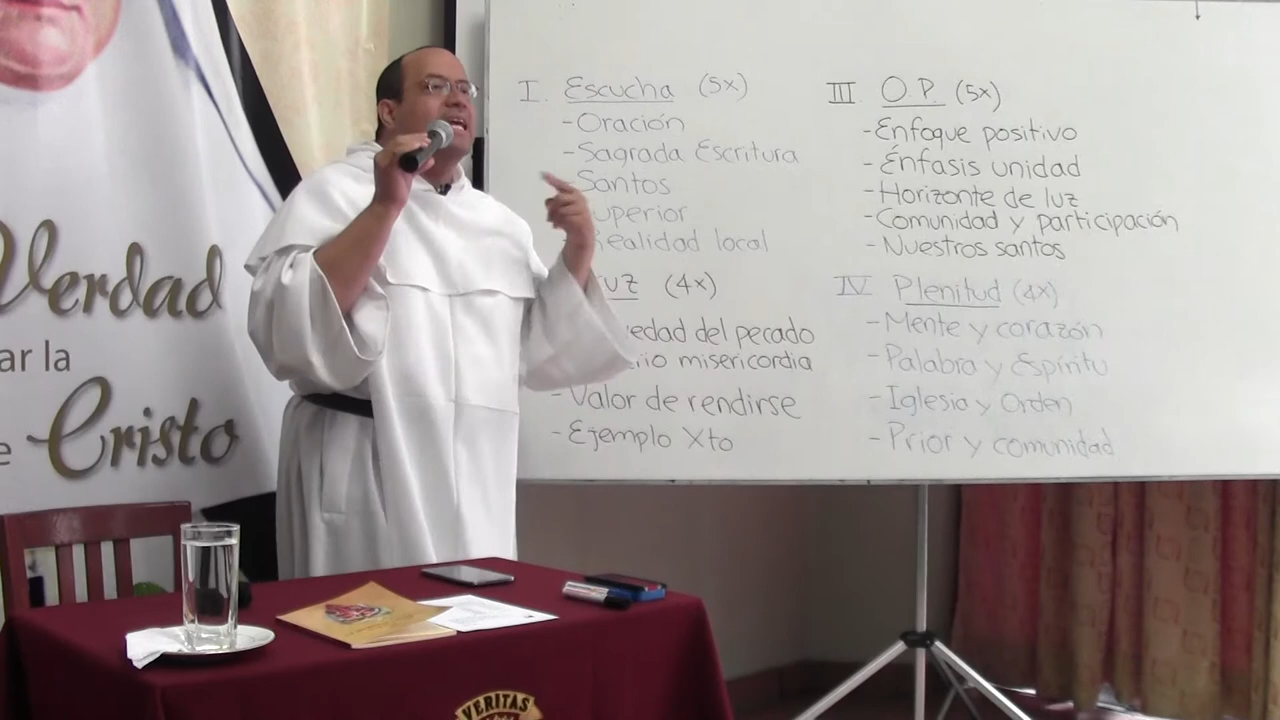 Verdad
ar la
e Cristo
I. Escucha (5x)
- Oración
- Sagrada Escritura
- Santos
uperior
ealidad local
uz (4x)
edad del pecado
io misericordia
- Valor de rendirse
- Ejemplo Xto
III. O.P. (5x)
- Enfoque positivo
- Énfasis unidad
- Horizonte de luz
- Comunidad y participación
- Nuestros santos
IV Plenitud (4x)
- Mente y corazón
- Palabra y Espíritu
- Iglesia y Orden
- Prior y comunidad
VERITAS